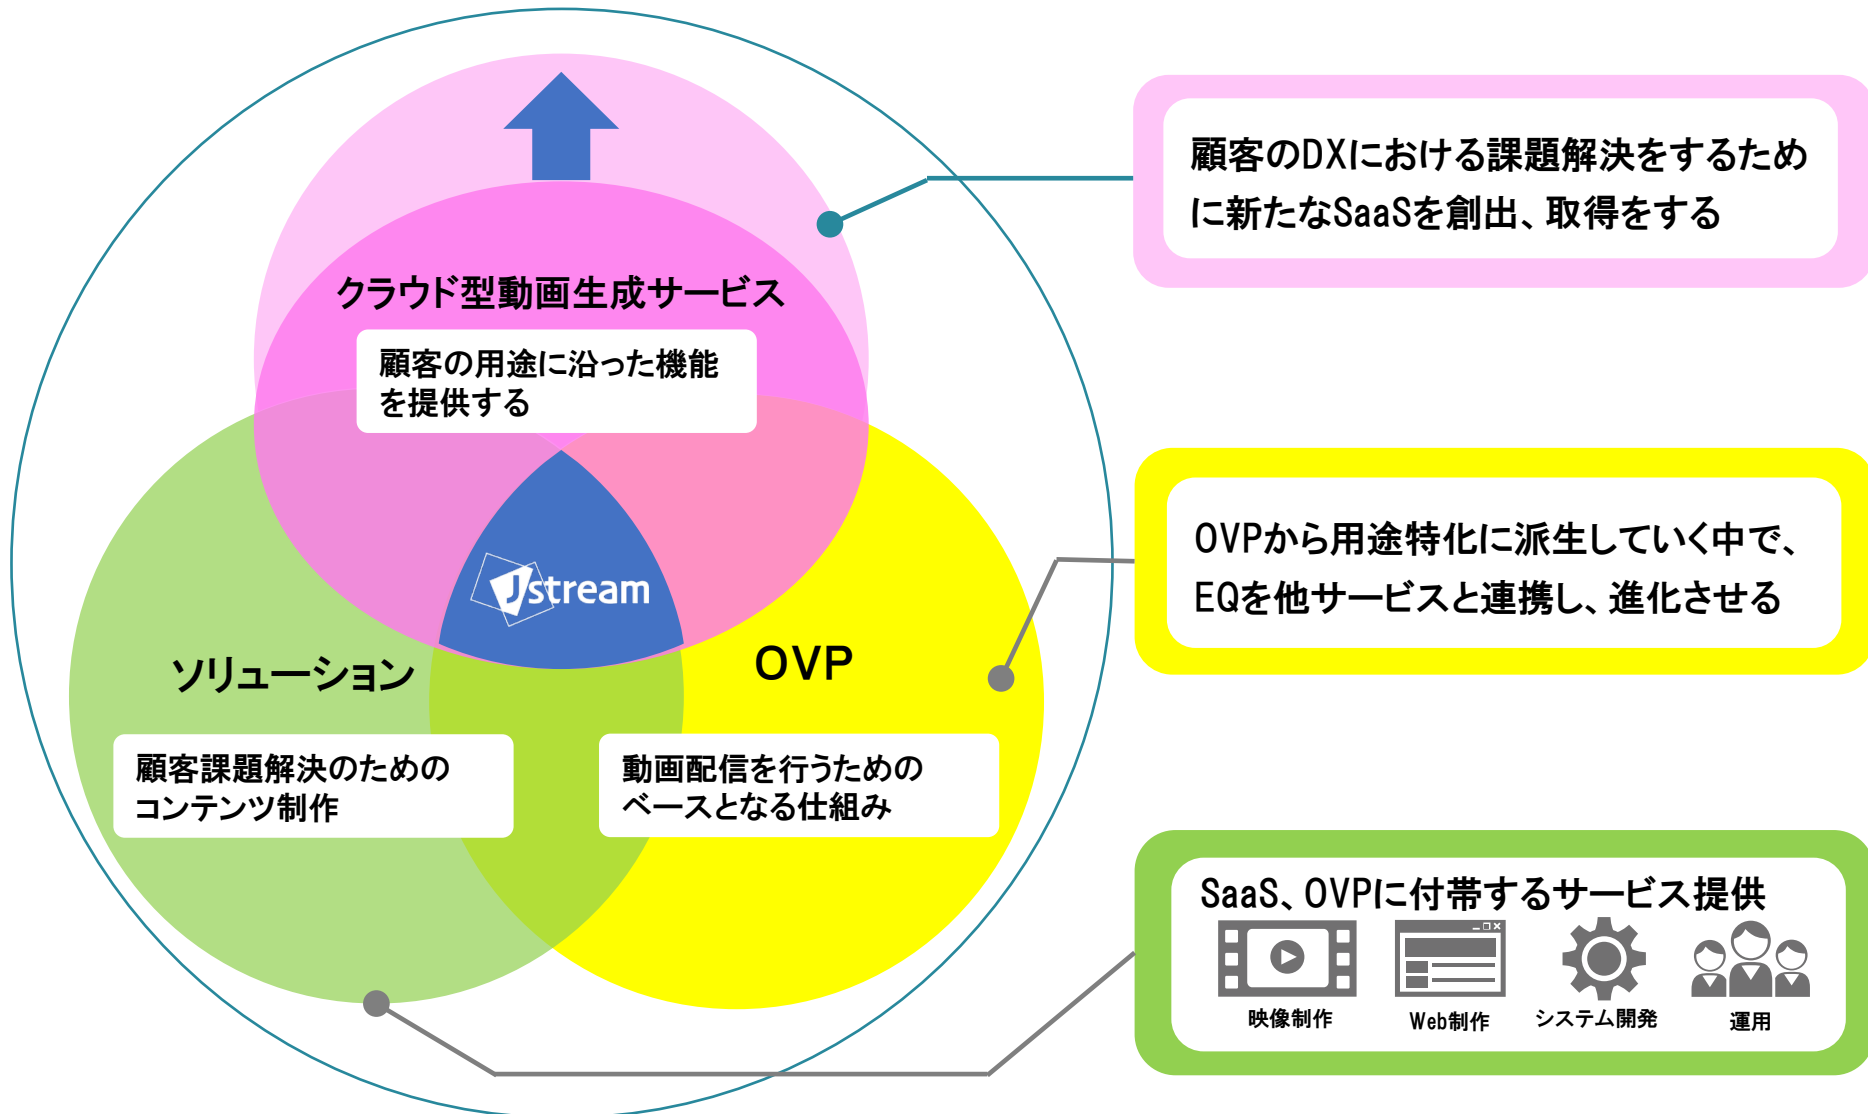 顧客のDXにおける課題解決をするため
に新たなSaaSを創出、取得をする
クラウド型動画生成サービス
顧客の用途に沿った機能
を提供する
OVPから用途特化に派生していく中で、
EQを他サービスと連携し、進化させる
Jstream
ソリューション
OVP
顧客課題解決のための
コンテンツ制作
動画配信を行うための
ベースとなる仕組み
SaaS、OVPに付帯するサービス提供
映像制作
Web制作
システム開発
運用